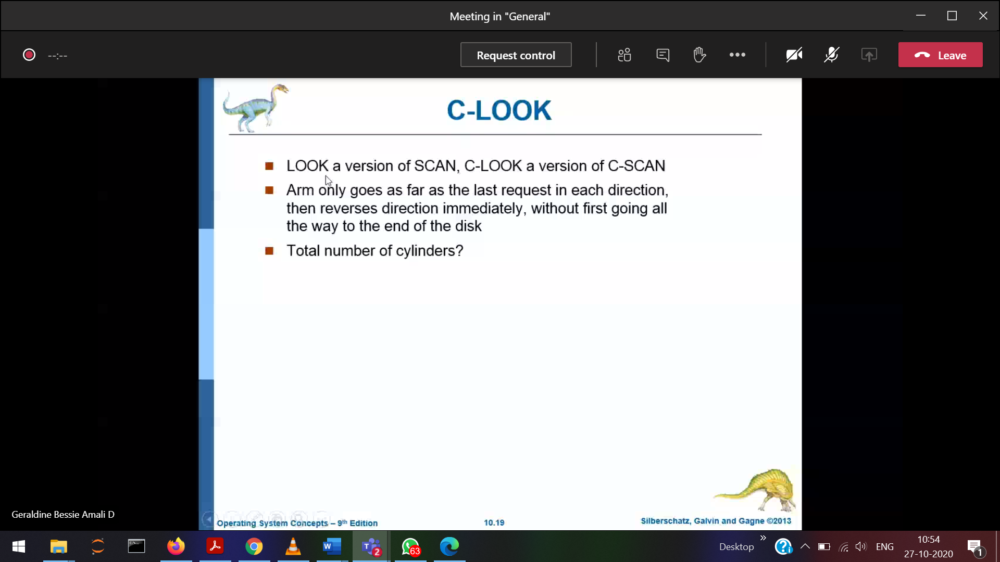 Meeting in "General"
--:--
Request control
Leave
C-LOOK
LOOK a version of SCAN, C-LOOK a version of C-SCAN
Arm only goes as far as the last request in each direction,
then reverses direction immediately, without first going all
the way to the end of the disk
Total number of cylinders?
Geraldine Bessie Amali D
Operating System Concepts – 9th Edition
10.19
Silberschatz, Galvin and Gagne ©2013
W
T
2
63
Desktop
ENG
10:54
27-10-2020
1